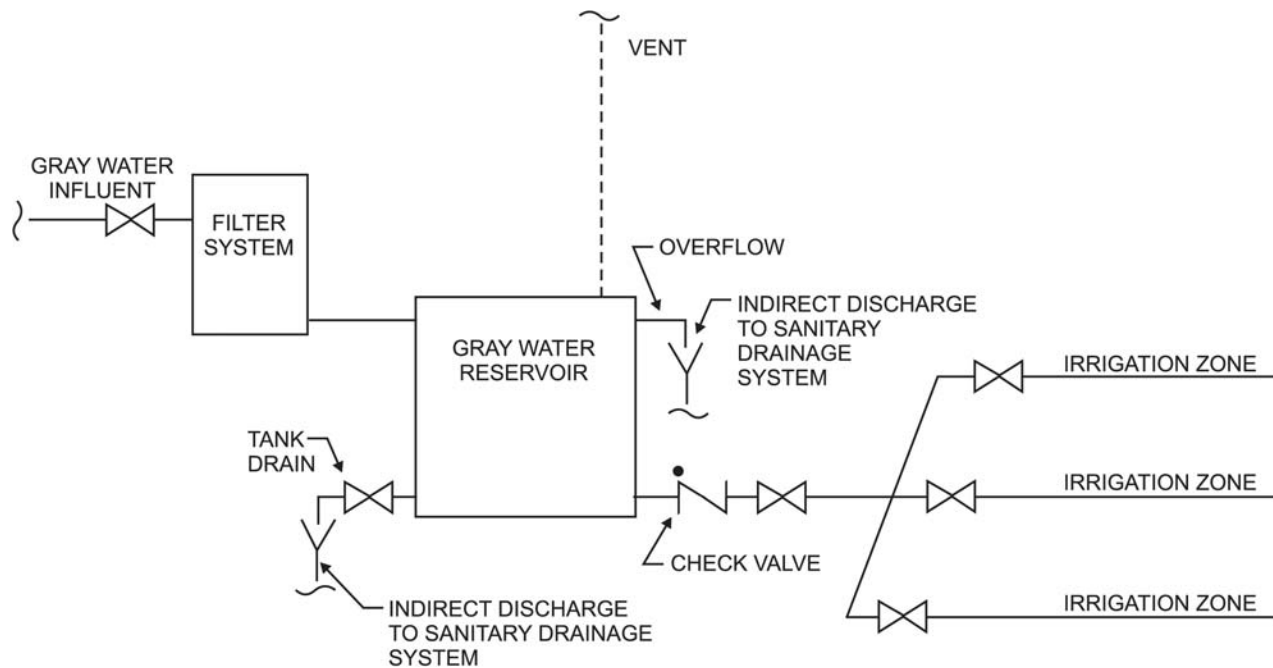 VENT
GRAY WATER
INFLUENT
FILTER
SYSTEM
OVERFLOW
GRAY WATER
RESERVOIR
INDIRECT DISCHARGE
TO SANITARY
DRAINAGE
SYSTEM
IRRIGATION ZONE
TANK
DRAIN
IRRIGATION ZONE
CHECK VALVE
IRRIGATION ZONE
INDIRECT DISCHARGE
TO SANITARY DRAINAGE
SYSTEM